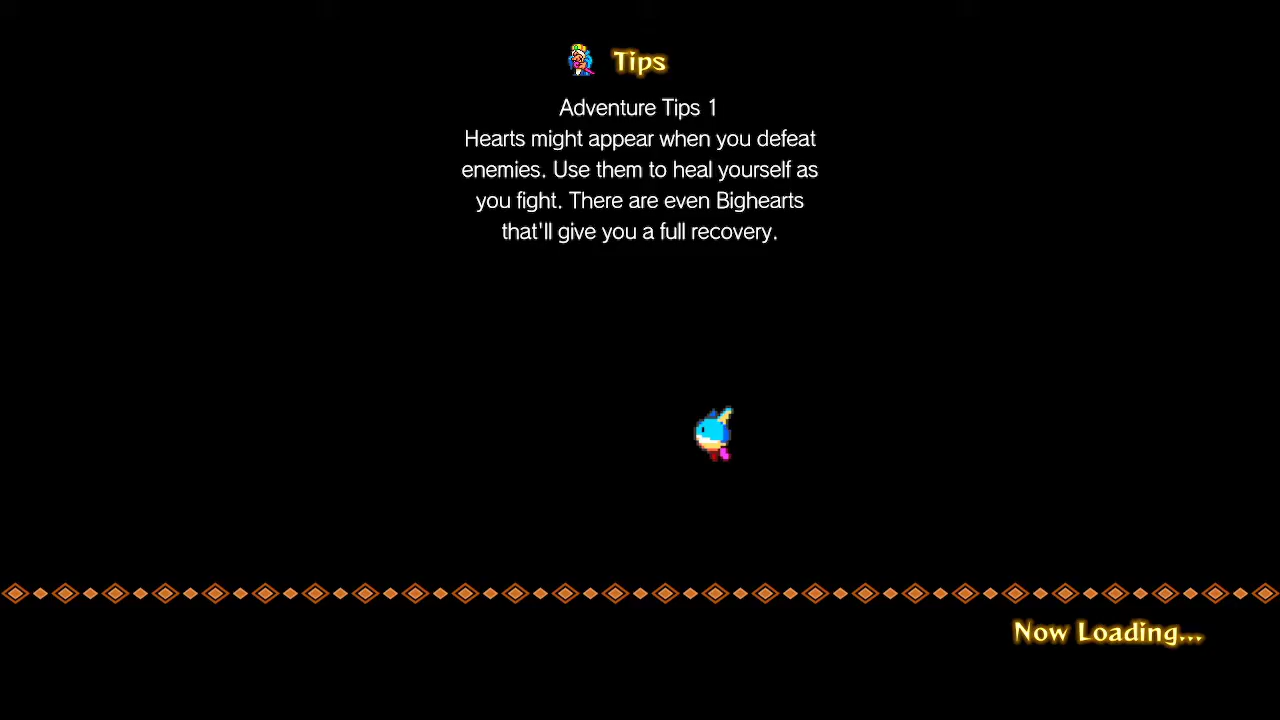 Tips
Adventure Tips 1
Hearts might appear when you defeat
enemies. Use them to heal yourself as
you fight. There are even Bighearts
that'll give you a full recovery.
Now Loading...